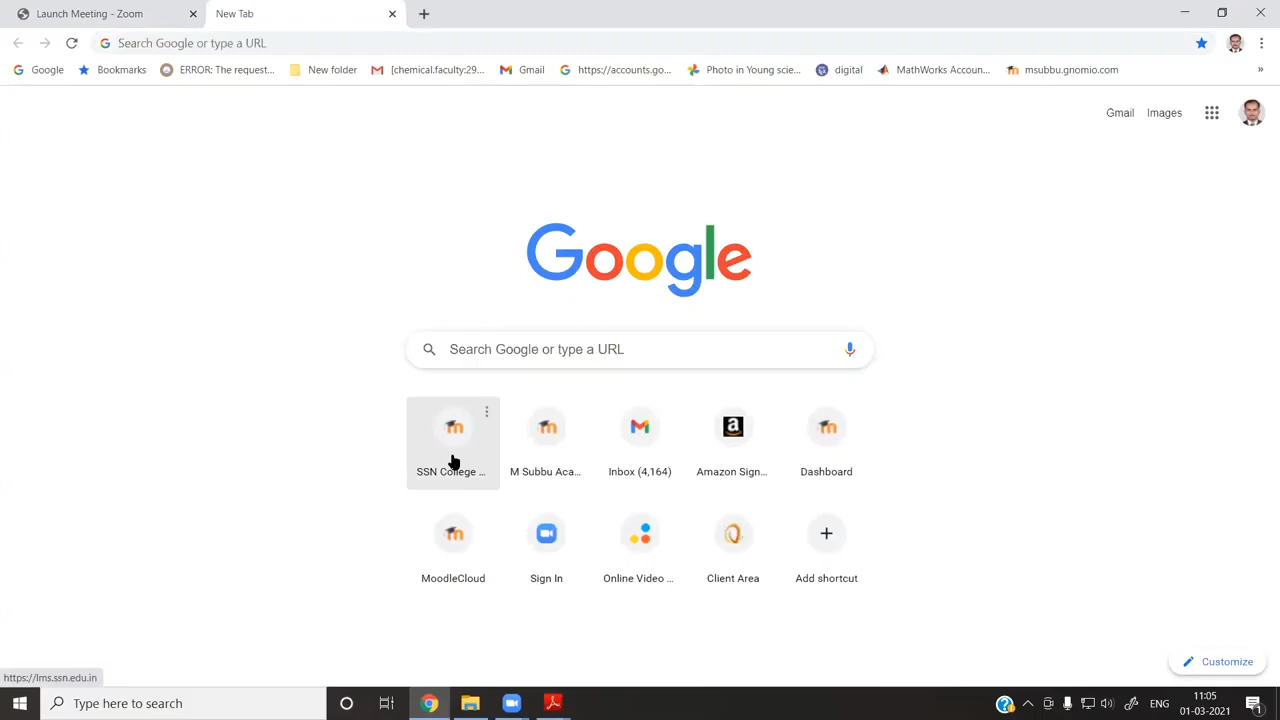 Launch Meeting - Zoom
New Tab
Search Google or type a URL
Google
Bookmarks
ERROR: The request...
New folder
[chemical.faculty:29...
Gmail
https://accounts.go...
Photo in Young scie...
digital
MathWorks Accoun...
msubbu.gnomio.com
»
Gmail
Images
Google
Search Google or type a URL
SSN College ...
M Subbu Aca...
Inbox (4,164)
Amazon Sign...
Dashboard
MoodleCloud
Sign In
Online Video ...
Client Area
Add shortcut
Customize
https://lms.ssn.edu.in
Type here to search
ENG
11:05
01-03-2021
1